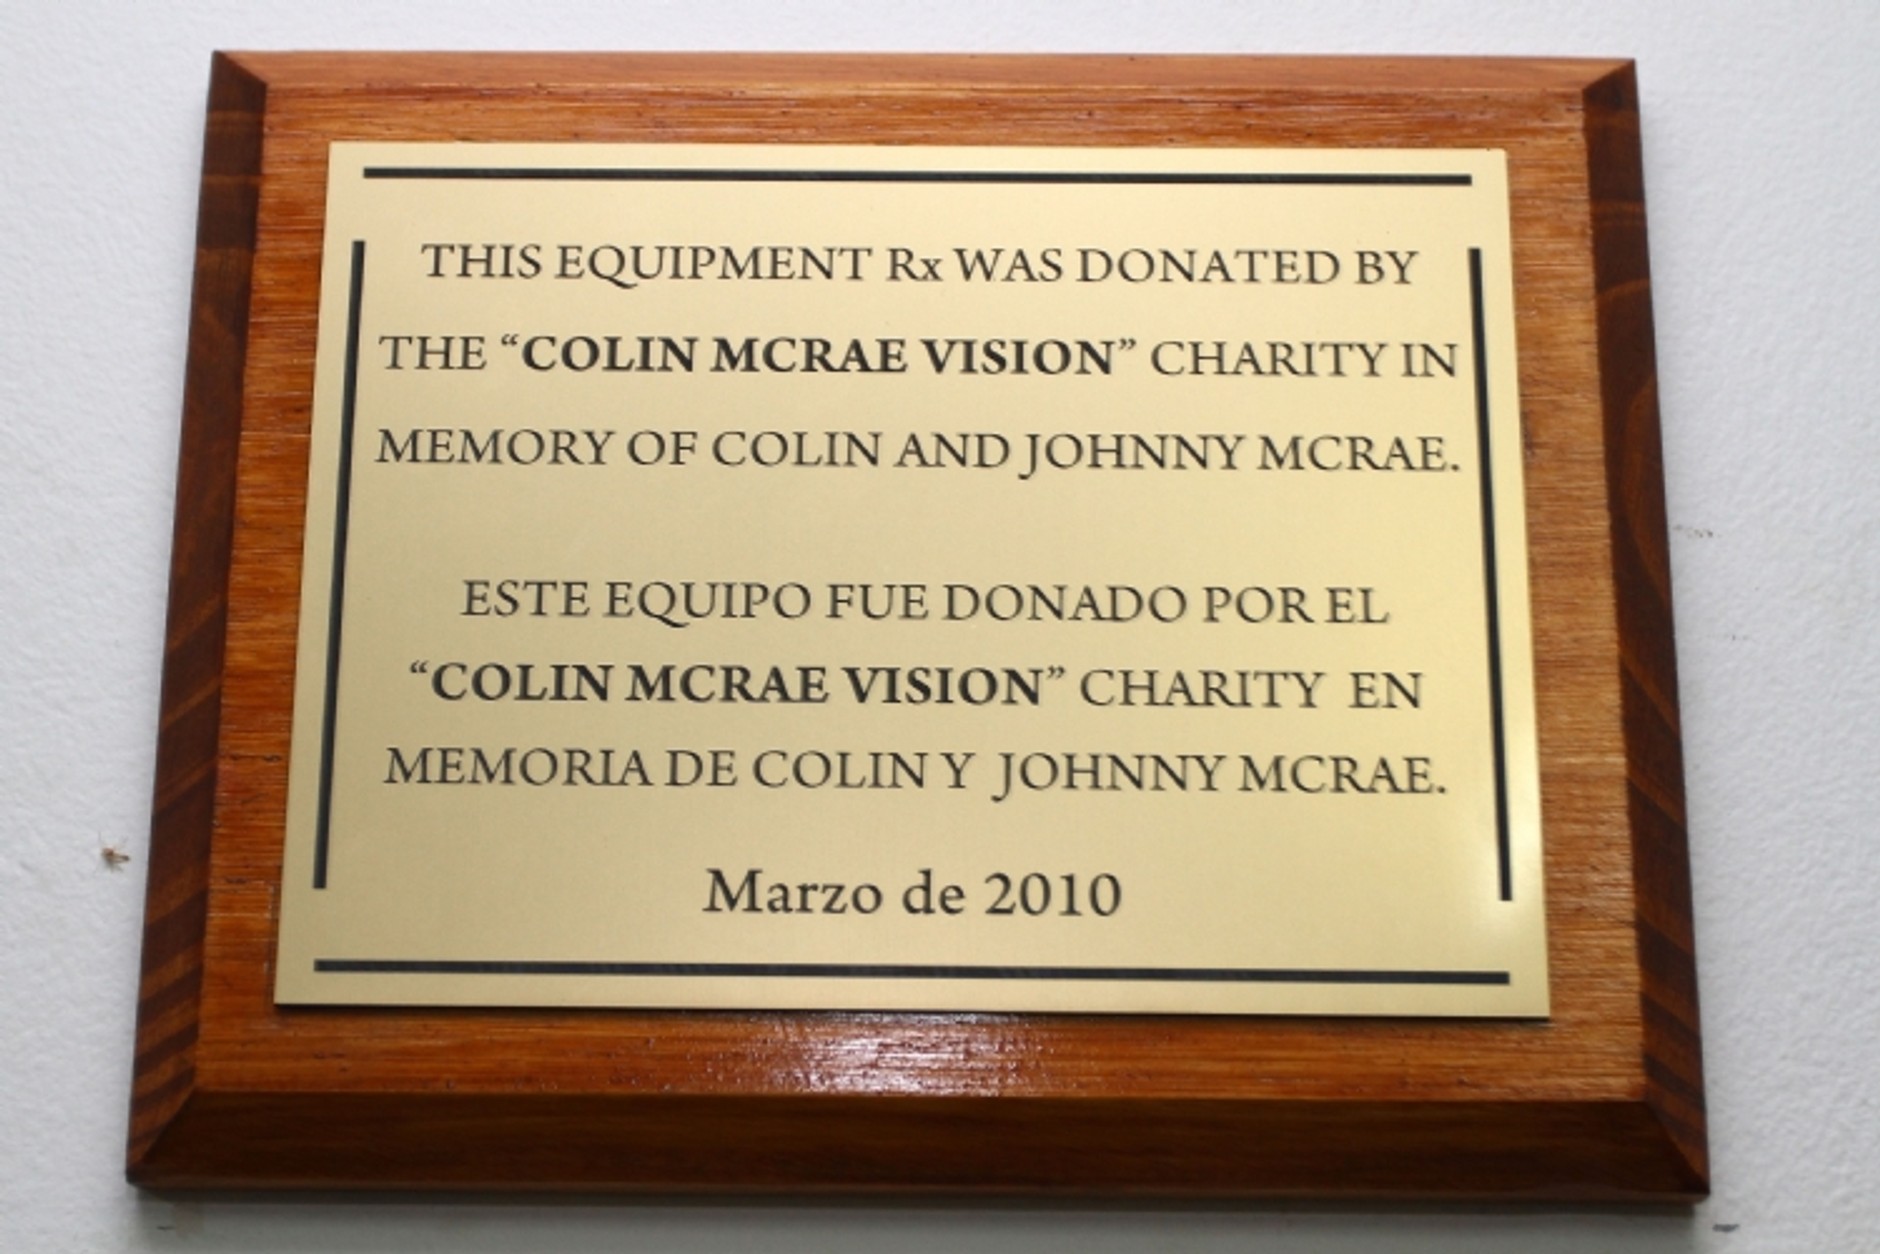 THIS EQUIPMENT Rx WAS DONATED BY
THE “COLIN MCRAE VISION” CHARITY IN
MEMORY OF COLIN AND JOHNNY MCRAE.
ESTE EQUIPO FUE DONADO POR EL
“COLIN MCRAE VISION” CHARITY EN
MEMORIA DE COLIN Y JOHNNY MCRAE.
Marzo de 2010